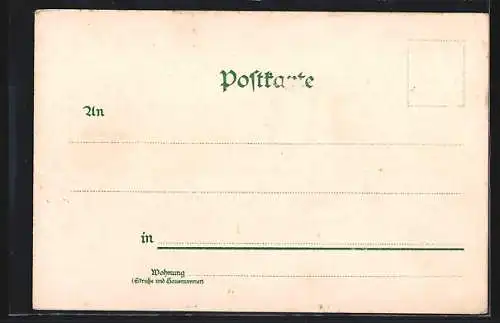 Postkarte
An
in
Wohnung
(Straße und Hausnummer)